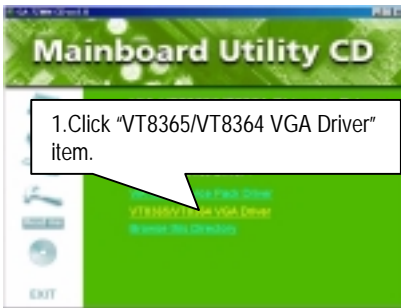 Mainboard Utility CD
1.Click “VT8365/VT8364 VGA Driver”
item.
VT8365/VT8364 VGA Driver
Browse this Directory
EXIT